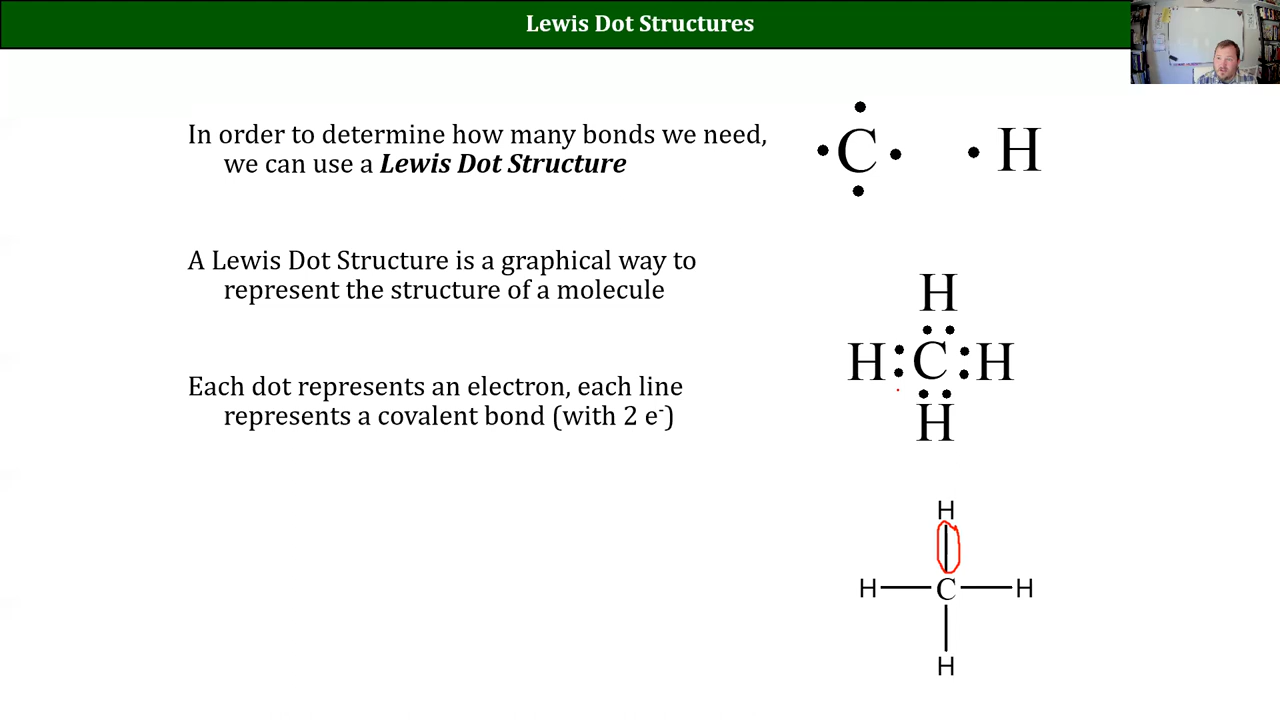 Lewis Dot Structures
In order to determine how many bonds we need,
we can use a Lewis Dot Structure
A Lewis Dot Structure is a graphical way to
represent the structure of a molecule
Each dot represents an electron, each line
represents a covalent bond (with 2 e⁻)
C H
H
H C H
H
H
H C H
H